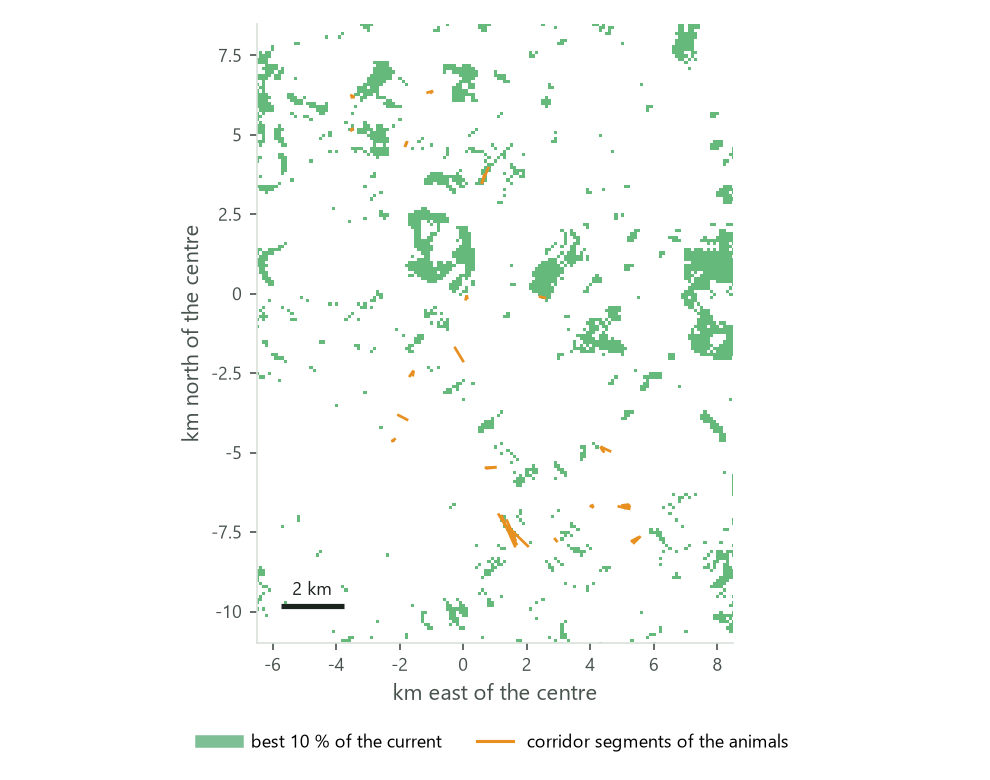 7.5
5
2.5
0
-2.5
-5
-7.5
-10
km north of the centre
2 km
-6 -4 -2 0 2 4 6 8
km east of the centre
best 10 % of the current
corridor segments of the animals